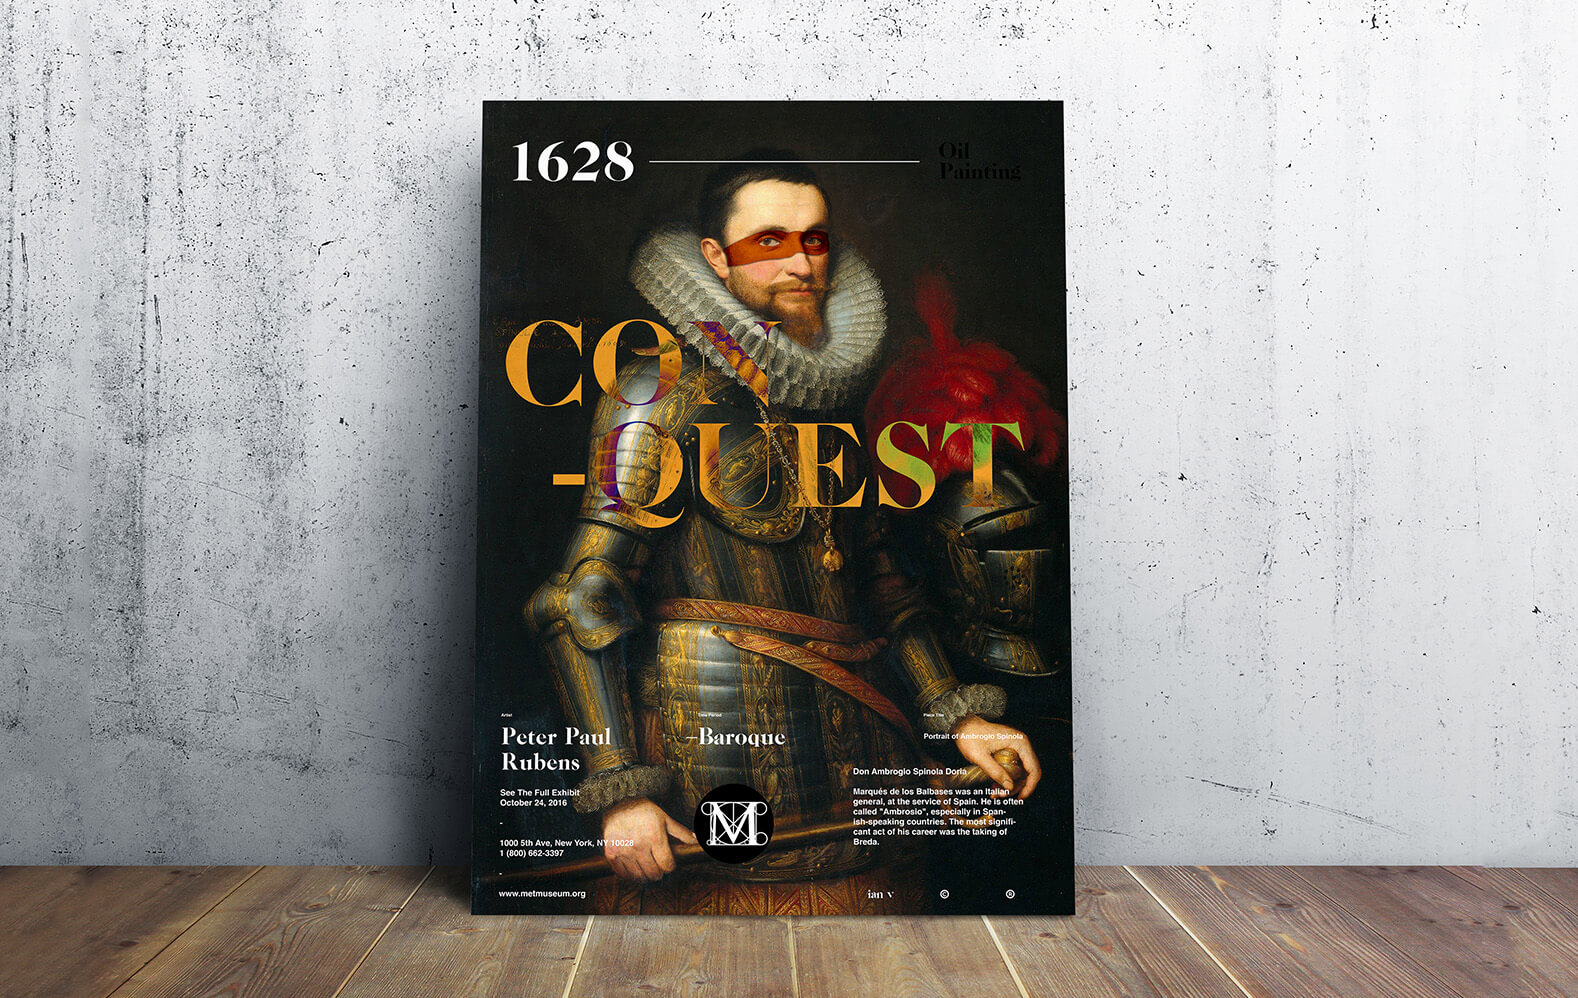 1628
Oil
Painting
CON
-QUEST
Artist
Peter Paul
Rubens
Time Period
–Baroque
Piece Title
Portrait of Ambrogio Spinola
See The Full Exhibit
October 24, 2016
-
1000 5th Ave, New York, NY 10028
1 (800) 662-3397
-
www.metmuseum.org
M
Don Ambrogio Spinola Doria
Marqués de los Balbases was an Italian
general, at the service of Spain. He is often
called "Ambrosio", especially in Span-
ish-speaking countries. The most signifi-
cant act of his career was the taking of
Breda.
ian v
©
®